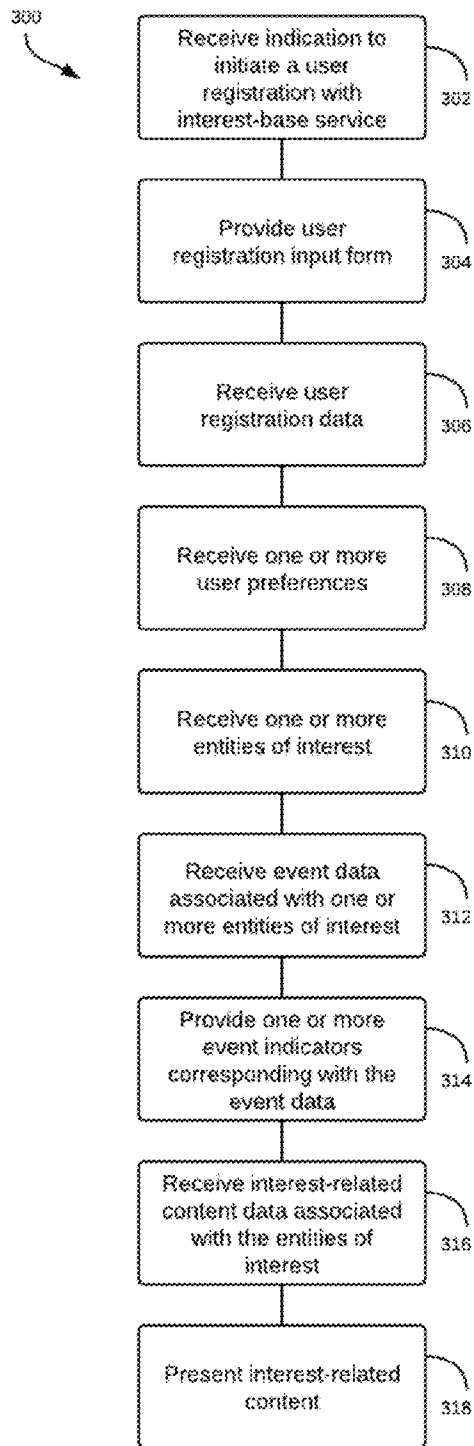 300
Receive indication to
initiate a user
registration with
interest-base service
302
Provide user
registration input form
304
Receive user
registration data
306
Receive one or more
user preferences
308
Receive one or more
entities of interest
310
Receive event data
associated with one or
more entities of interest
312
Provide one or more
event indicators
corresponding with the
event data
314
Receive interest-related
content data associated
with the entities of
interest
316
Present interest-related
content
318